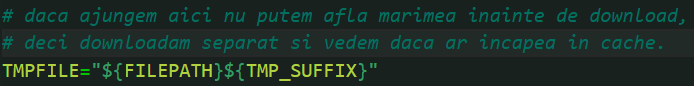 # daca ajungem aici nu putem afla marimea inainte de download,
# deci downloadam separat si vedem daca ar incapea in cache.
TMPFILE="${FILEPATH}${TMP_SUFFIX}"